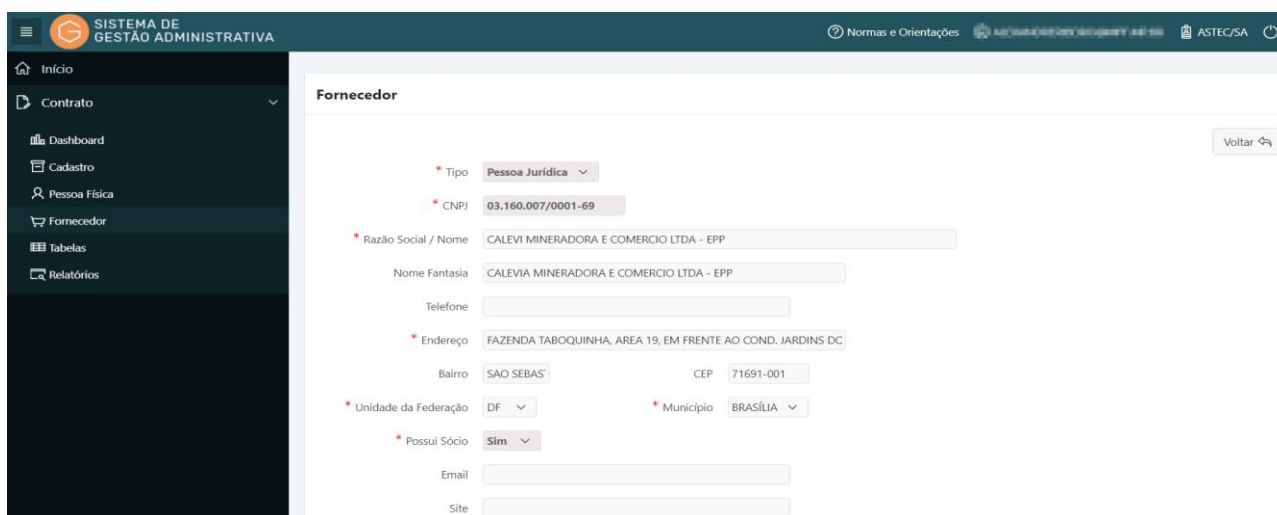 SISTEMA DE
GESTÃO ADMINISTRATIVA
Normas e Orientações
ASTEC/SA
Início
Contrato
Dashboard
Cadastro
Pessoa Física
Fornecedor
Tabelas
Relatórios
Fornecedor
Voltar
* Tipo Pessoa Jurídica
* CNPJ 03.160.007/0001-69
* Razão Social / Nome CALEVI MINERADORA E COMERCIO LTDA - EPP
Nome Fantasia CALEVIA MINERADORA E COMERCIO LTDA - EPP
Telefone
* Endereço FAZENDA TABOQUINHA, AREA 19, EM FRENTE AO COND. JARDINS DO
Bairro SAO SEBAS CEP 71691-001
* Unidade da Federação DF * Município BRASÍLIA
* Possui Sócio Sim
Email
Site